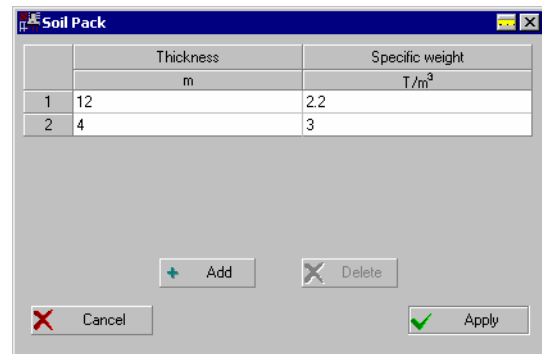 Soil Pack
Thickness Specific weight
m T/m³
1 12 2.2
2 4 3
Add Delete
Cancel Apply